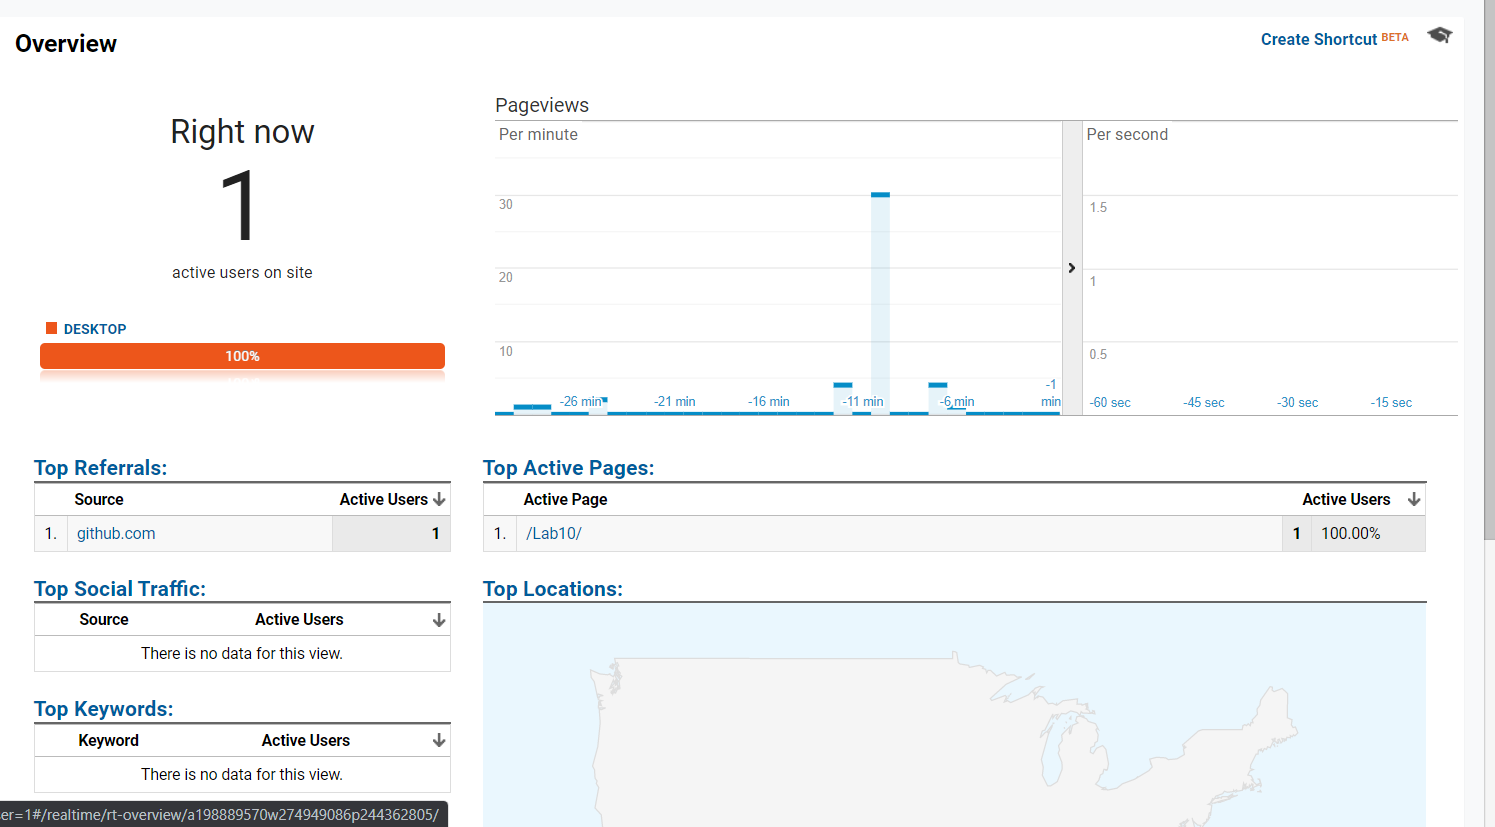 Overview
Create Shortcut BETA
Right now
1
active users on site
DESKTOP
100%
Pageviews
Per minute
30
20
10
-26 min
-21 min
-16 min
-11 min
-6 min
-1
min
Per second
1.5
1
0.5
-60 sec
-45 sec
-30 sec
-15 sec
Top Referrals:
Source Active Users
1. github.com 1
Top Active Pages:
Active Page Active Users
1. /Lab10/ 1 100.00%
Top Social Traffic:
Source Active Users
There is no data for this view.
Top Keywords:
Keyword Active Users
There is no data for this view.
Top Locations:
er=1#/realtime/rt-overview/a198889570w274949086p244362805/